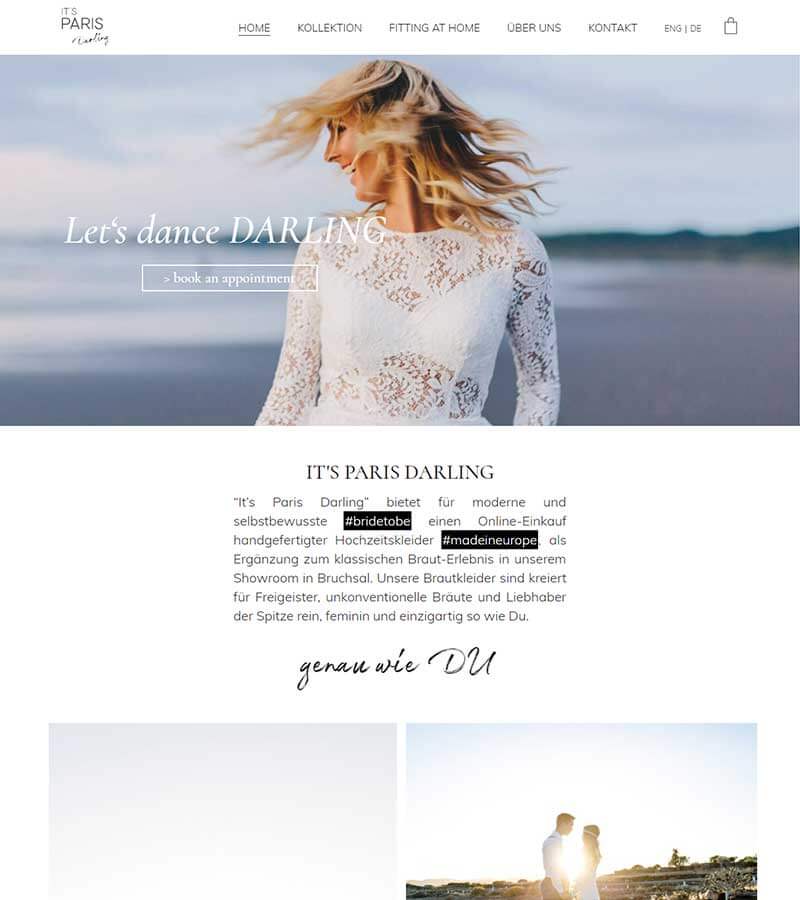 IT'S
PARIS
Darling
HOME KOLLEKTION FITTING AT HOME ÜBER UNS KONTAKT ENG | DE
Let‘s dance DARLING
> book an appointment
IT'S PARIS DARLING
“It’s Paris Darling” bietet für moderne und
selbstbewusste #bridetobe einen Online-Einkauf
handgefertigter Hochzeitskleider #madeineurope, als
Ergänzung zum klassischen Braut-Erlebnis in unserem
Showroom in Bruchsal. Unsere Brautkleider sind kreiert
für Freigeister, unkonventionelle Bräute und Liebhaber
der Spitze rein, feminin und einzigartig so wie Du.
genau wie DU